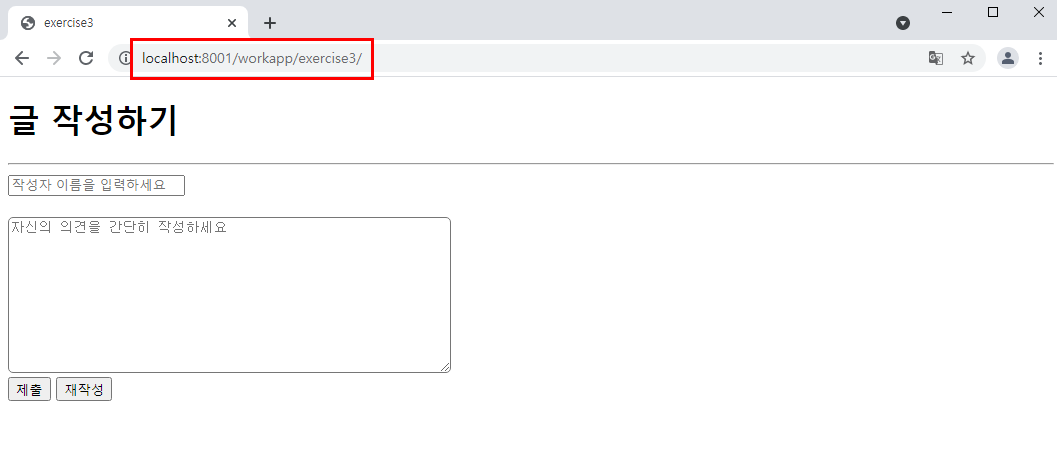 exercise3
localhost:8001/workapp/exercise3/
글 작성하기
작성자 이름을 입력하세요
자신의 의견을 간단히 작성하세요
제출 재작성